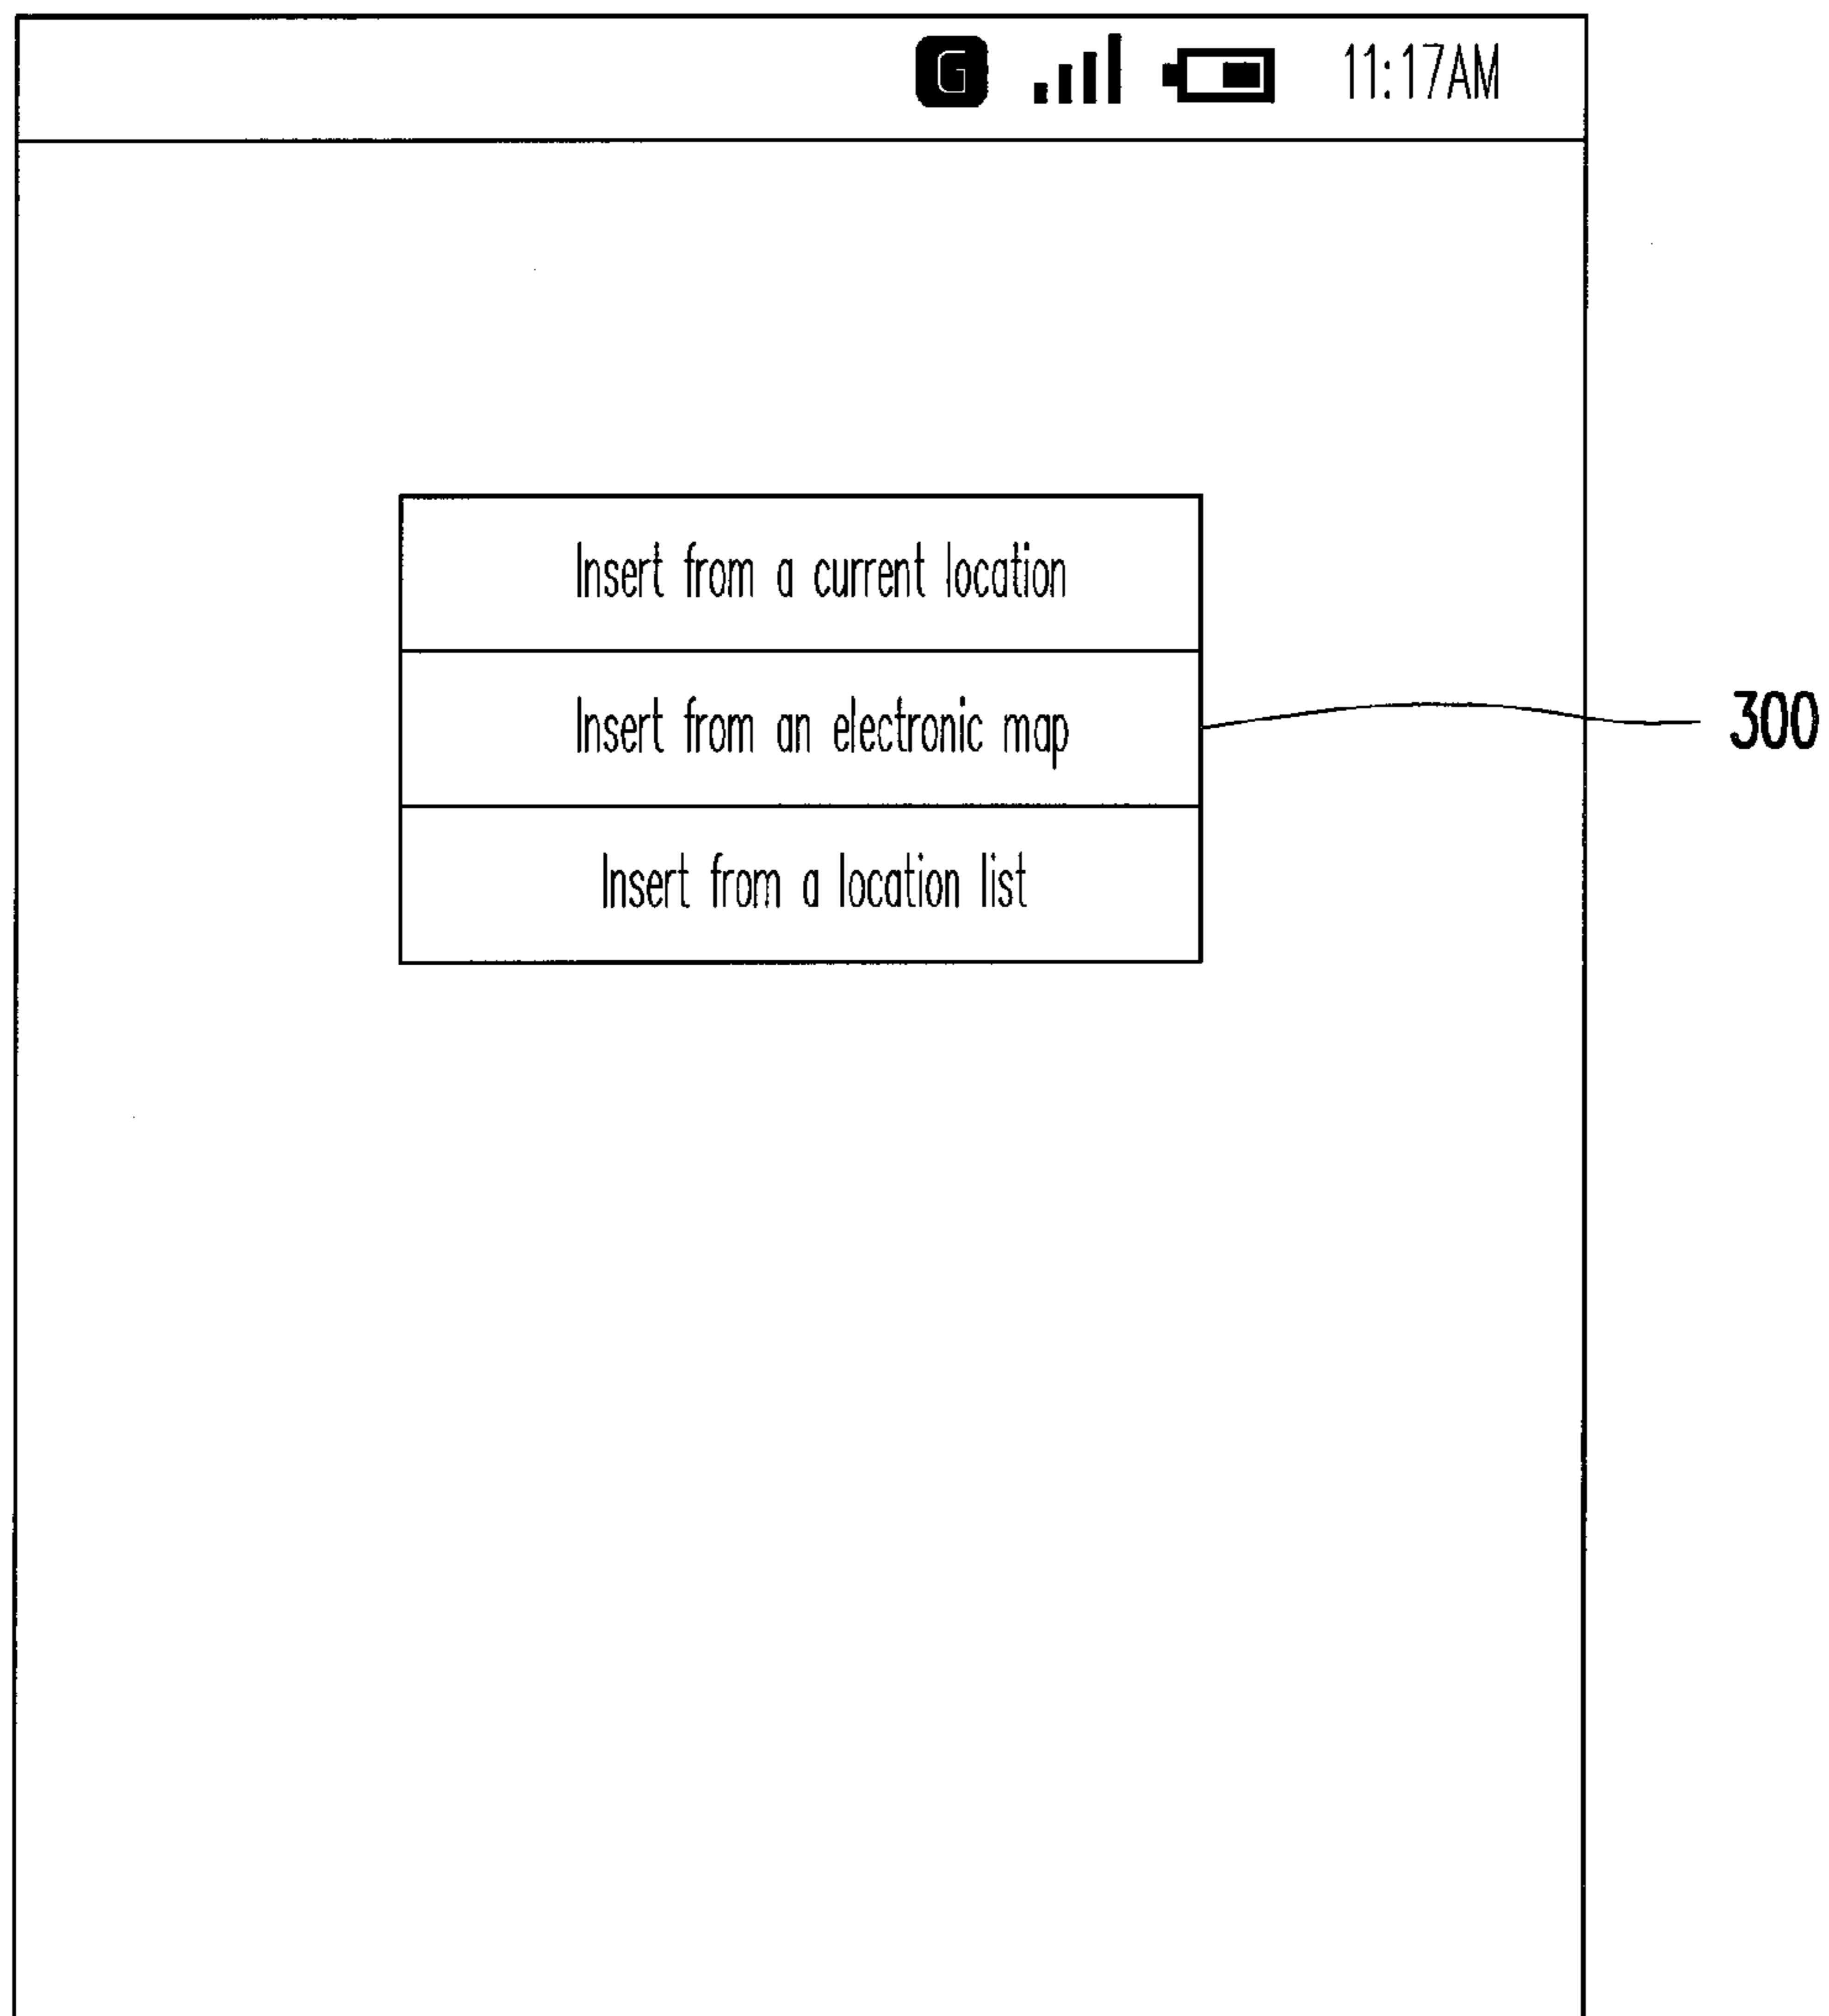 G 11:17AM
Insert from a current location
Insert from an electronic map
300
Insert from a location list